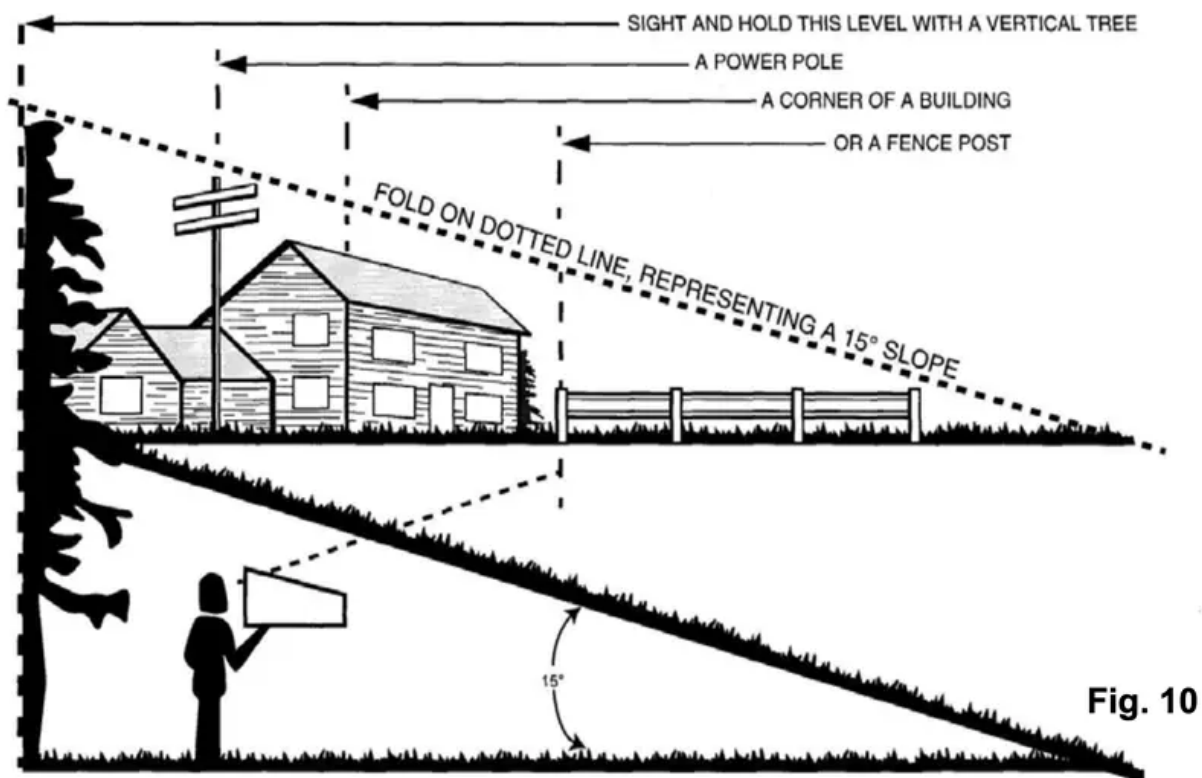 SIGHT AND HOLD THIS LEVEL WITH A VERTICAL TREE
A POWER POLE
A CORNER OF A BUILDING
OR A FENCE POST
FOLD ON DOTTED LINE, REPRESENTING A 15° SLOPE
15°
Fig. 10